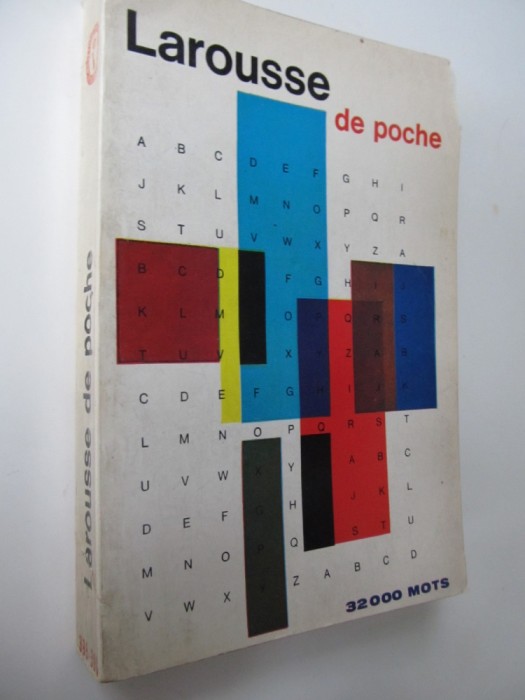 Larousse
de poche
A B C D E F G H I
J K L M N O P Q R
S T U V W X Y Z A
B C D F G H I J
K L M O P Q R S
T U V X Y Z A B
C D E F G H I J K
L M N O P Q R S T
U V W X Y A B C
D E F G H J K L
M N O P Q S T U
V W X Y Z A B C D
32000 MOTS
Larousse de poche